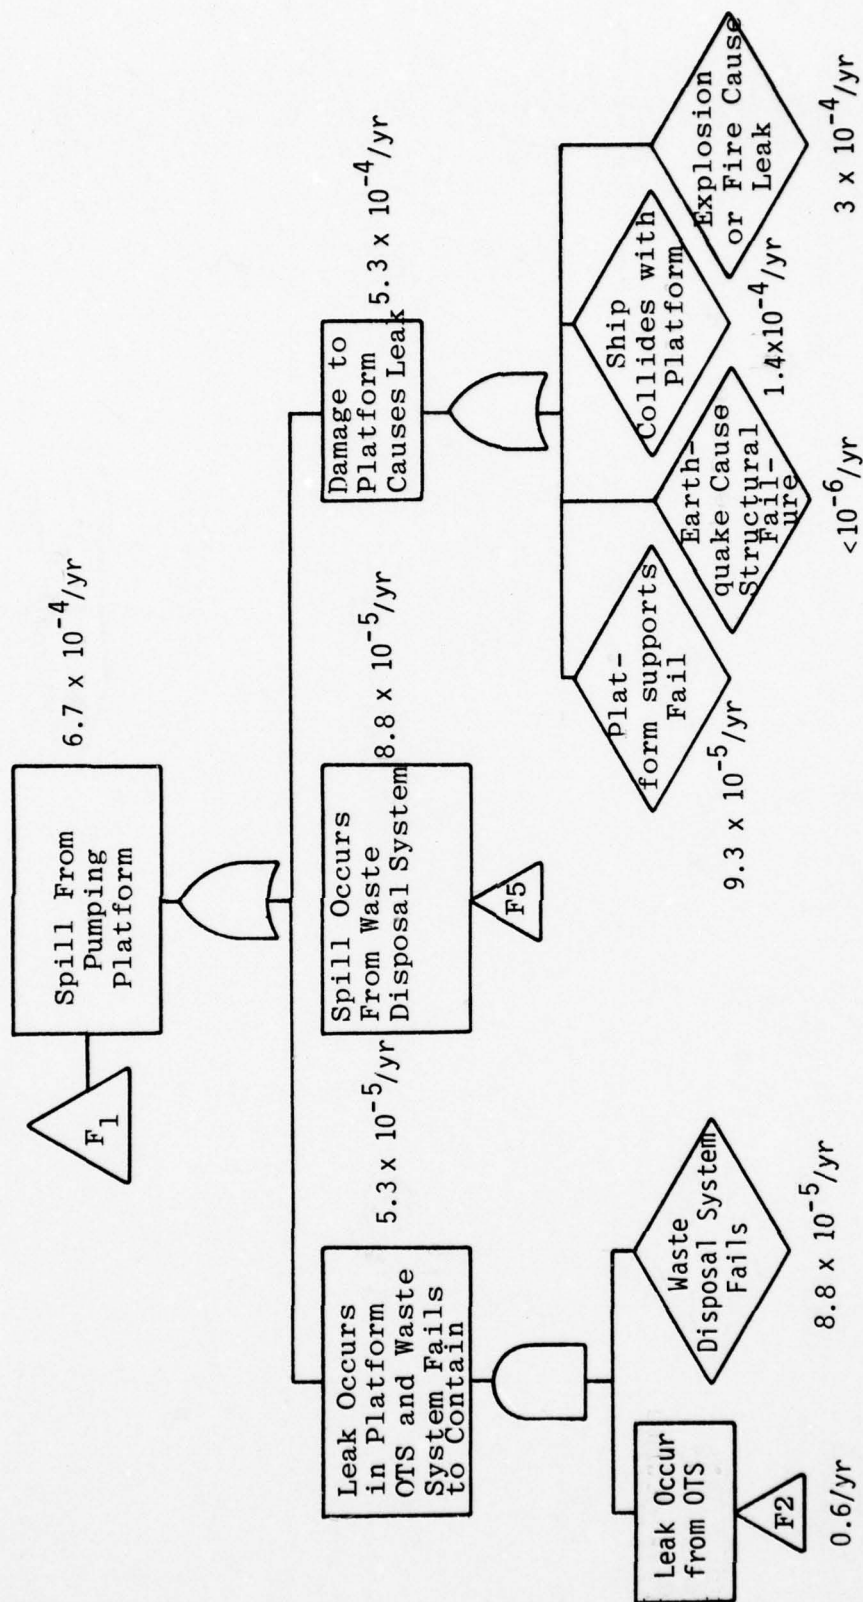 Spill From
Pumping
Platform
6.7 x 10⁻⁴/yr
F₁
Leak Occurs
in Platform
OTS and Waste
System Fails
to Contain
5.3 x 10⁻⁵/yr
Spill Occurs
From Waste
Disposal System
8.8 x 10⁻⁵/yr
F5
Damage to
Platform
Causes Leak
5.3 x 10⁻⁴/yr
Leak Occur
from OTS
F2
0.6/yr
Waste
Disposal System
Fails
8.8 x 10⁻⁵/yr
Plat-
form supports
Fail
9.3 x 10⁻⁵/yr
Earth-
quake Cause
Structural
Fail-
ure
<10⁻⁶/yr
Ship
Collides with
Platform
1.4x10⁻⁴/yr
Explosion
or Fire Cause
Leak
3 x 10⁻⁴/yr